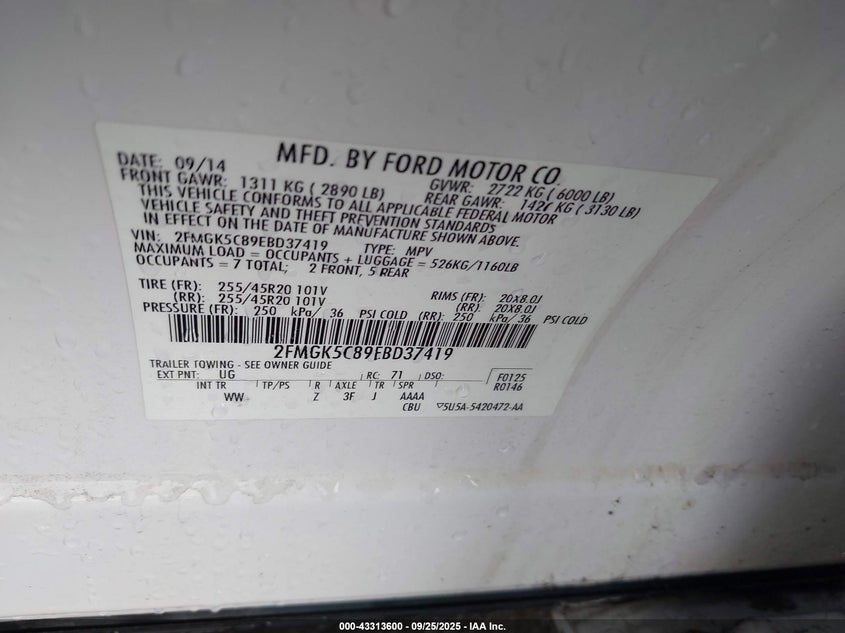 MFD. BY FORD MOTOR CO.
DATE: 09/14 GVWR: 2722 KG ( 6000 LB)
FRONT GAWR: 1311 KG ( 2890 LB) REAR GAWR: 1421 KG ( 3130 LB)
THIS VEHICLE CONFORMS TO ALL APPLICABLE FEDERAL MOTOR
VEHICLE SAFETY AND THEFT PREVENTION STANDARDS
IN EFFECT ON THE DATE OF MANUFACTURE SHOWN ABOVE.
VIN: 2FMGK5C89EBD37419 TYPE: MPV
MAXIMUM LOAD = OCCUPANTS + LUGGAGE = 526KG/1160LB
OCCUPANTS = 7 TOTAL; 2 FRONT, 5 REAR
TIRE (FR): 255/45R20 101V RIMS (FR): 20X8.0J
(RR): 255/45R20 101V (RR): 20X8.0J
PRESSURE (FR): 250 kPa/ 36 PSI COLD (RR): 250 kPa/ 36 PSI COLD
2FMGK5C89EBD37419
TRAILER TOWING - SEE OWNER GUIDE
EXT PNT: UG RC: 71 DSO: F0125
INT TR TP/PS R AXLE TR SPR R0146
WW Z 3F J AAAA
CBU ▽5U5A-5420472-AA
000-43313600 - 09/25/2025 - IAA Inc.